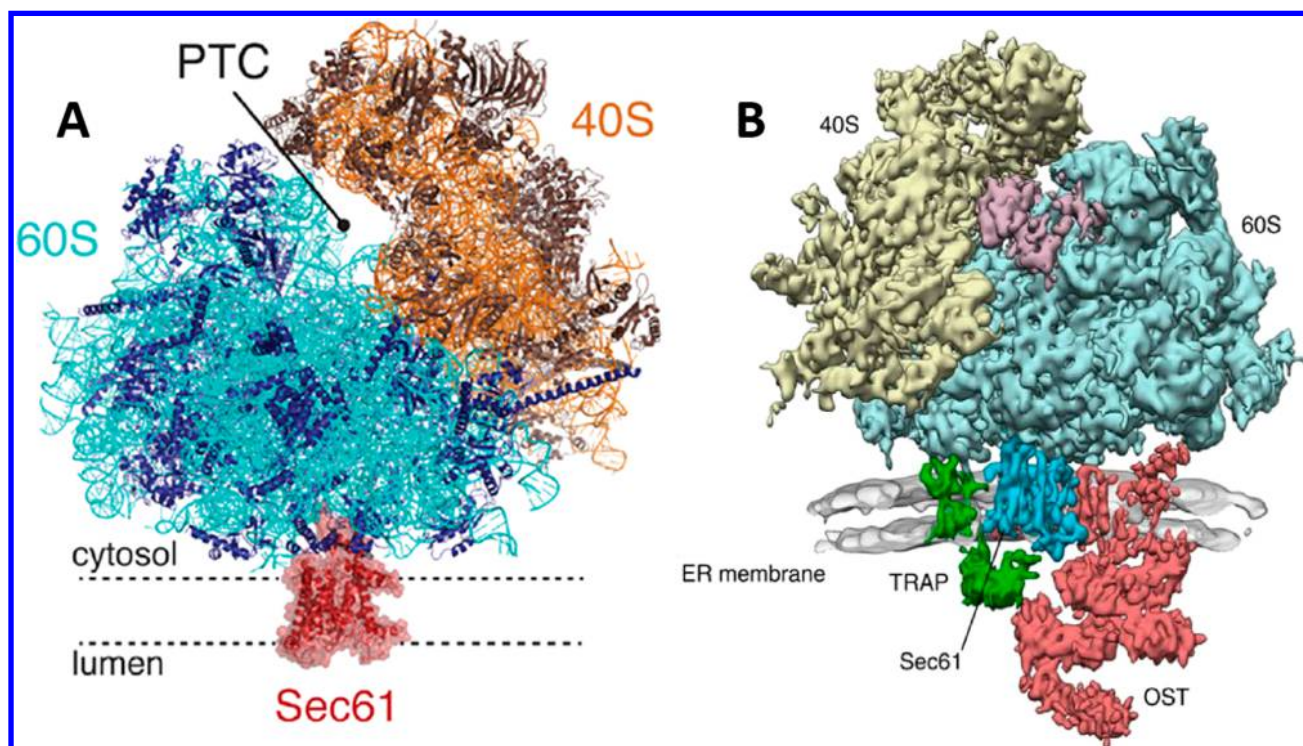 A
PTC
40S
60S
cytosol
lumen
Sec61
B
40S
60S
ER membrane
TRAP
Sec61
OST